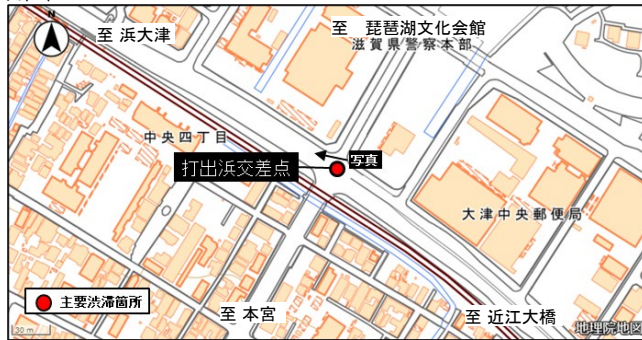 至 浜大津
至 琵琶湖文化会館
滋賀県警察本部
中央四丁目
写真
打出浜交差点
大津中央郵便局
主要渋滞箇所
至 本宮
至 近江大橋
30 m
地理院地図